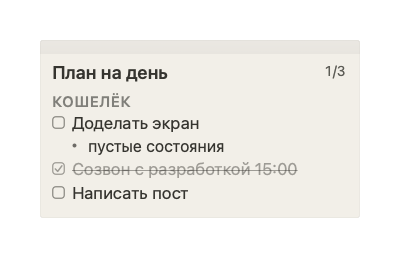 План на день
1/3
КОШЕЛЁК
Доделать экран
• пустые состояния
Созвон с разработкой 15:00
Написать пост